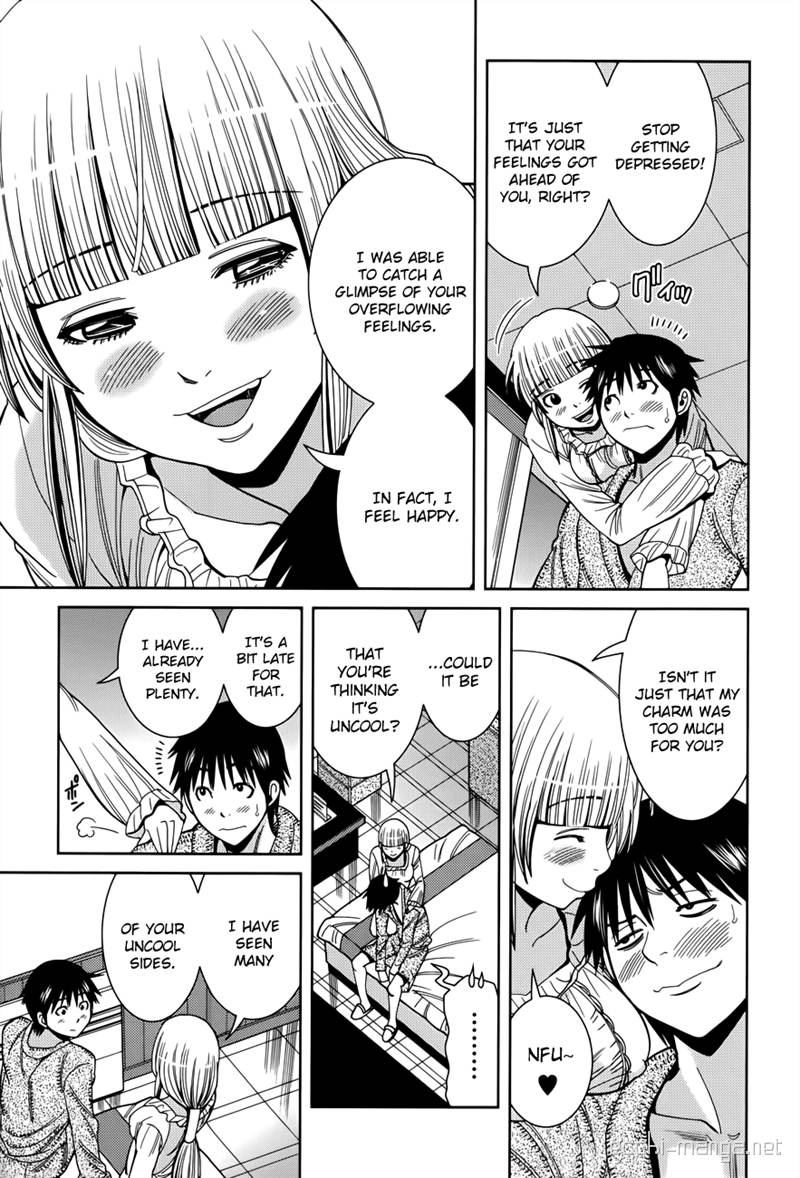 STOP
GETTING
DEPRESSED!
IT'S JUST
THAT YOUR
FEELINGS GOT
AHEAD OF
YOU, RIGHT?
グイッ
I WAS ABLE
TO CATCH A
GLIMPSE OF YOUR
OVERFLOWING
FEELINGS.
IN FACT, I
FEEL HAPPY.
ISN'T IT
JUST THAT MY
CHARM WAS
TOO MUCH
FOR YOU?
NFU~
♥
...COULD
IT BE
THAT
YOU'RE
THINKING
IT'S
UNCOOL?
.........
IT'S A
BIT LATE
FOR
THAT.
I HAVE...
ALREADY
SEEN
PLENTY.
ポン
I HAVE
SEEN
MANY
OF YOUR
UNCOOL
SIDES.